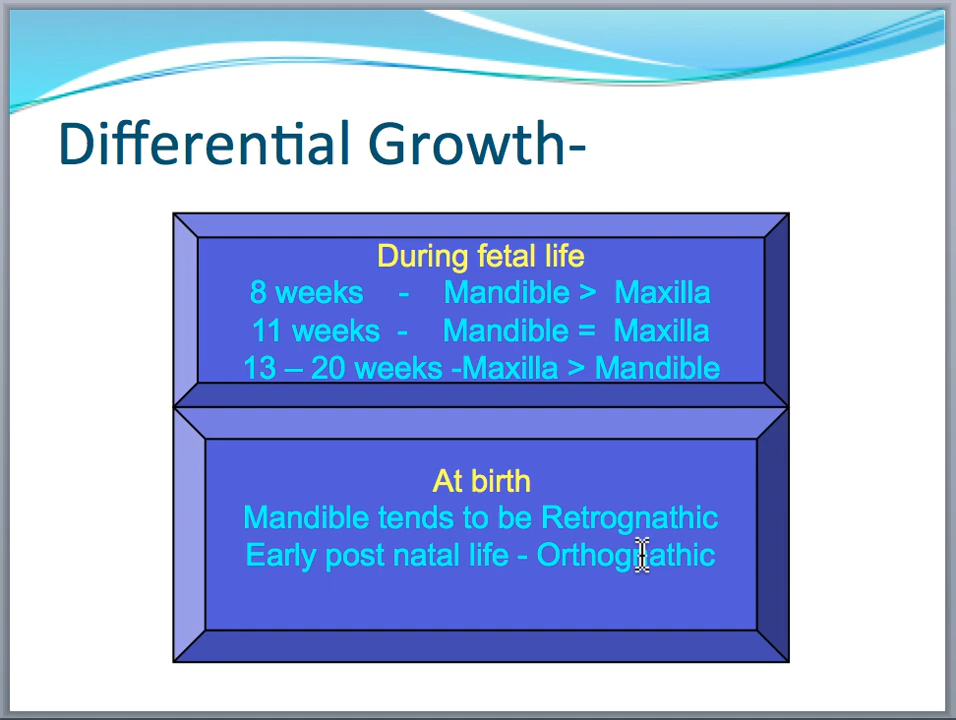 Differential Growth-
During fetal life
8 weeks - Mandible > Maxilla
11 weeks - Mandible = Maxilla
13 – 20 weeks -Maxilla > Mandible
At birth
Mandible tends to be Retrognathic
Early post natal life - Orthognathic